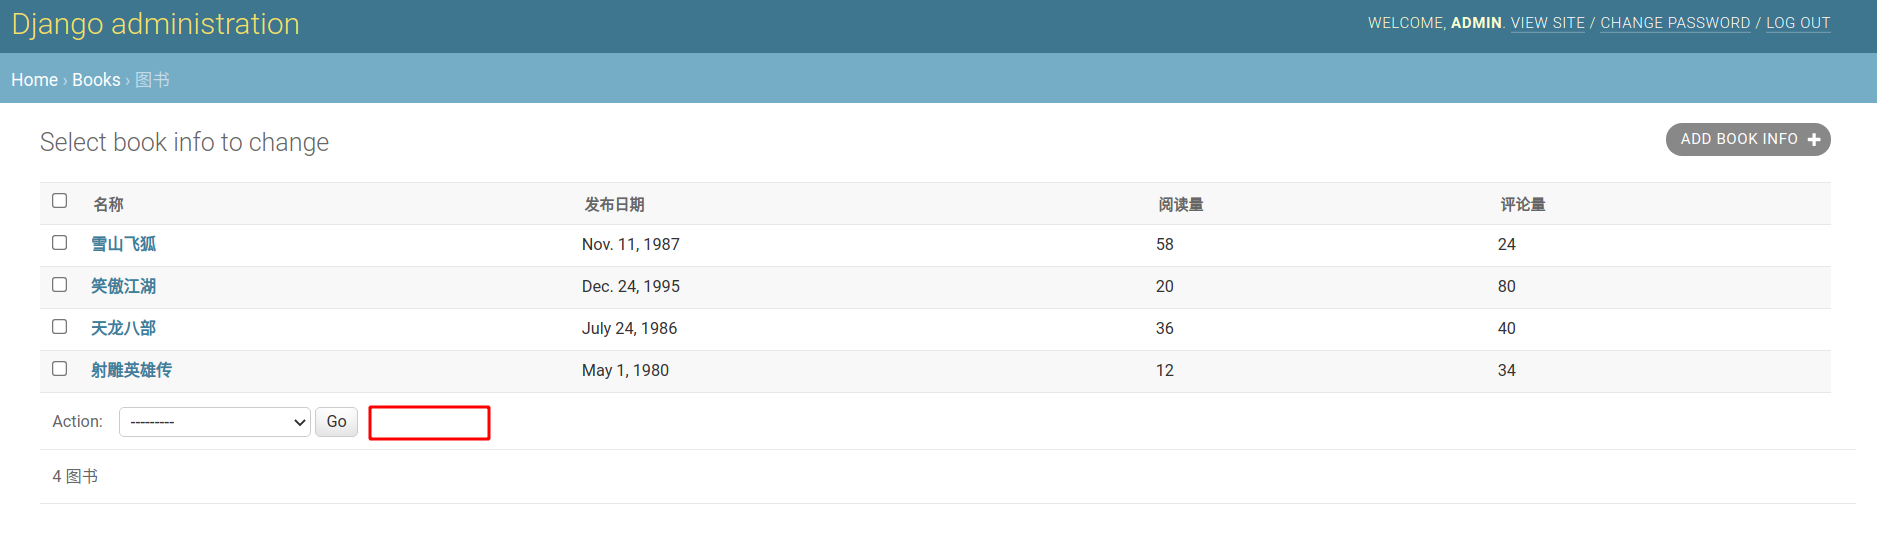 Django administration
WELCOME, ADMIN. VIEW SITE / CHANGE PASSWORD / LOG OUT
Home › Books › 图书
Select book info to change
ADD BOOK INFO
名称 发布日期 阅读量 评论量
雪山飞狐 Nov. 11, 1987 58 24
笑傲江湖 Dec. 24, 1995 20 80
天龙八部 July 24, 1986 36 40
射雕英雄传 May 1, 1980 12 34
Action: --------- Go
4 图书